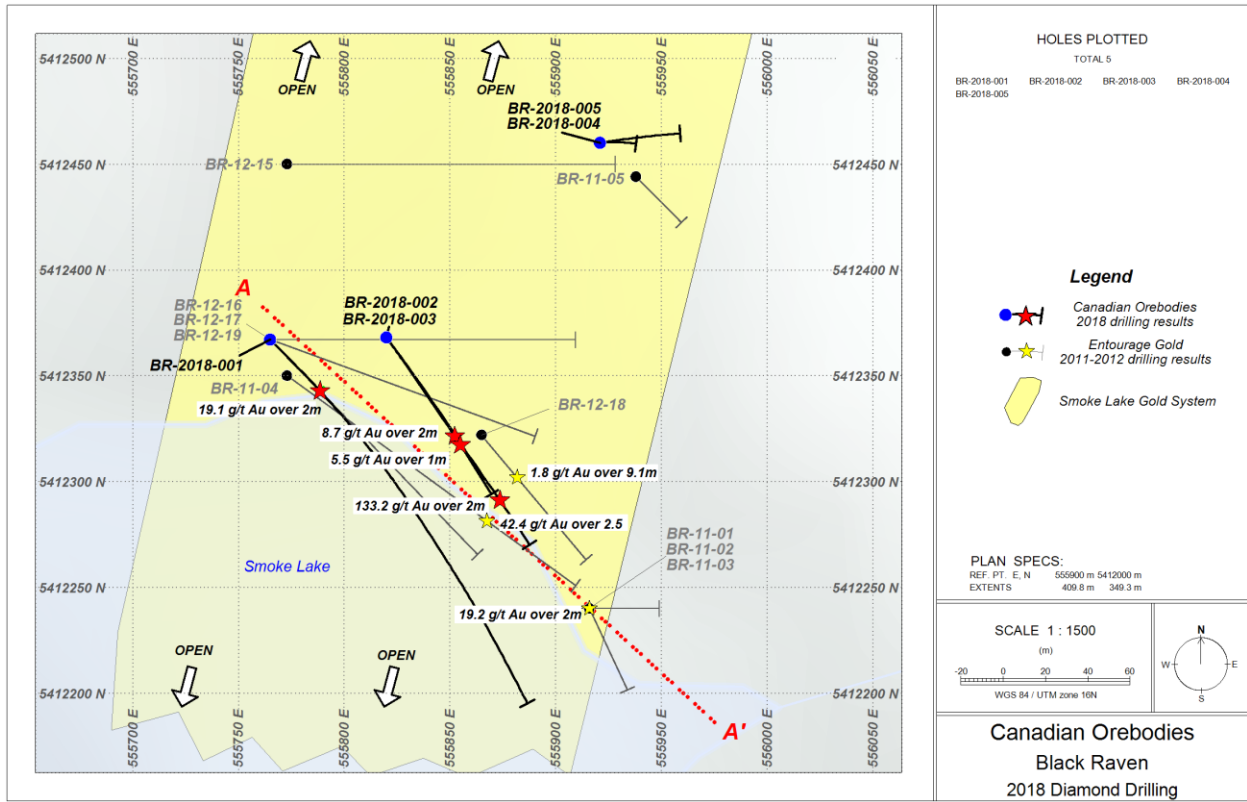 555700 E
555750 E
555800 E
555850 E
555900 E
555950 E
556000 E
556050 E
5412500 N
5412500 N
OPEN
OPEN
BR-2018-005
BR-2018-004
5412450 N
BR-12-15
BR-11-05
5412450 N
5412400 N
5412400 N
A
BR-12-16
BR-12-17
BR-12-19
BR-2018-002
BR-2018-003
BR-2018-001
5412350 N
BR-11-04
5412350 N
19.1 g/t Au over 2m
BR-12-18
8.7 g/t Au over 2m
5.5 g/t Au over 1m
1.8 g/t Au over 9.1m
5412300 N
133.2 g/t Au over 2m
5412300 N
42.4 g/t Au over 2.5
BR-11-01
BR-11-02
BR-11-03
Smoke Lake
5412250 N
5412250 N
19.2 g/t Au over 2m
OPEN
OPEN
5412200 N
5412200 N
A'
555700 E
555750 E
555800 E
555850 E
555900 E
555950 E
556000 E
556050 E
HOLES PLOTTED
TOTAL 5
BR-2018-001 BR-2018-002 BR-2018-003 BR-2018-004
BR-2018-005
Legend
Canadian Orebodies
2018 drilling results
Entourage Gold
2011-2012 drilling results
Smoke Lake Gold System
PLAN SPECS:
REF. PT. E, N 555900 m 5412000 m
EXTENTS 409.8 m 349.3 m
SCALE 1 : 1500
(m)
-20 0 20 40 60
WGS 84 / UTM zone 16N
N
W E
S
Canadian Orebodies
Black Raven
2018 Diamond Drilling